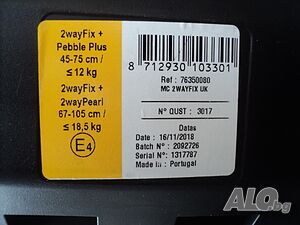 2wayFix +
Pebble Plus
45-75 cm /
≤ 12 kg
2wayFix +
2wayPearl
67-105 cm /
≤ 18,5 kg
E4
8 712930 103301
Ref : 76350080
MC 2WAYFIX UK
N° QUST : 3017
Datas
Date : 16/11/2018
Batch N° : 2092726
Serial N° : 1317787
Made in : Portugal
ALO.bg